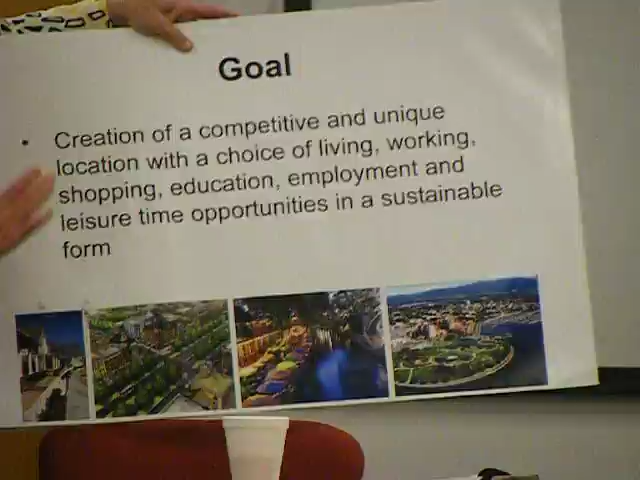 Goal
• Creation of a competitive and unique
location with a choice of living, working,
shopping, education, employment and
leisure time opportunities in a sustainable
form